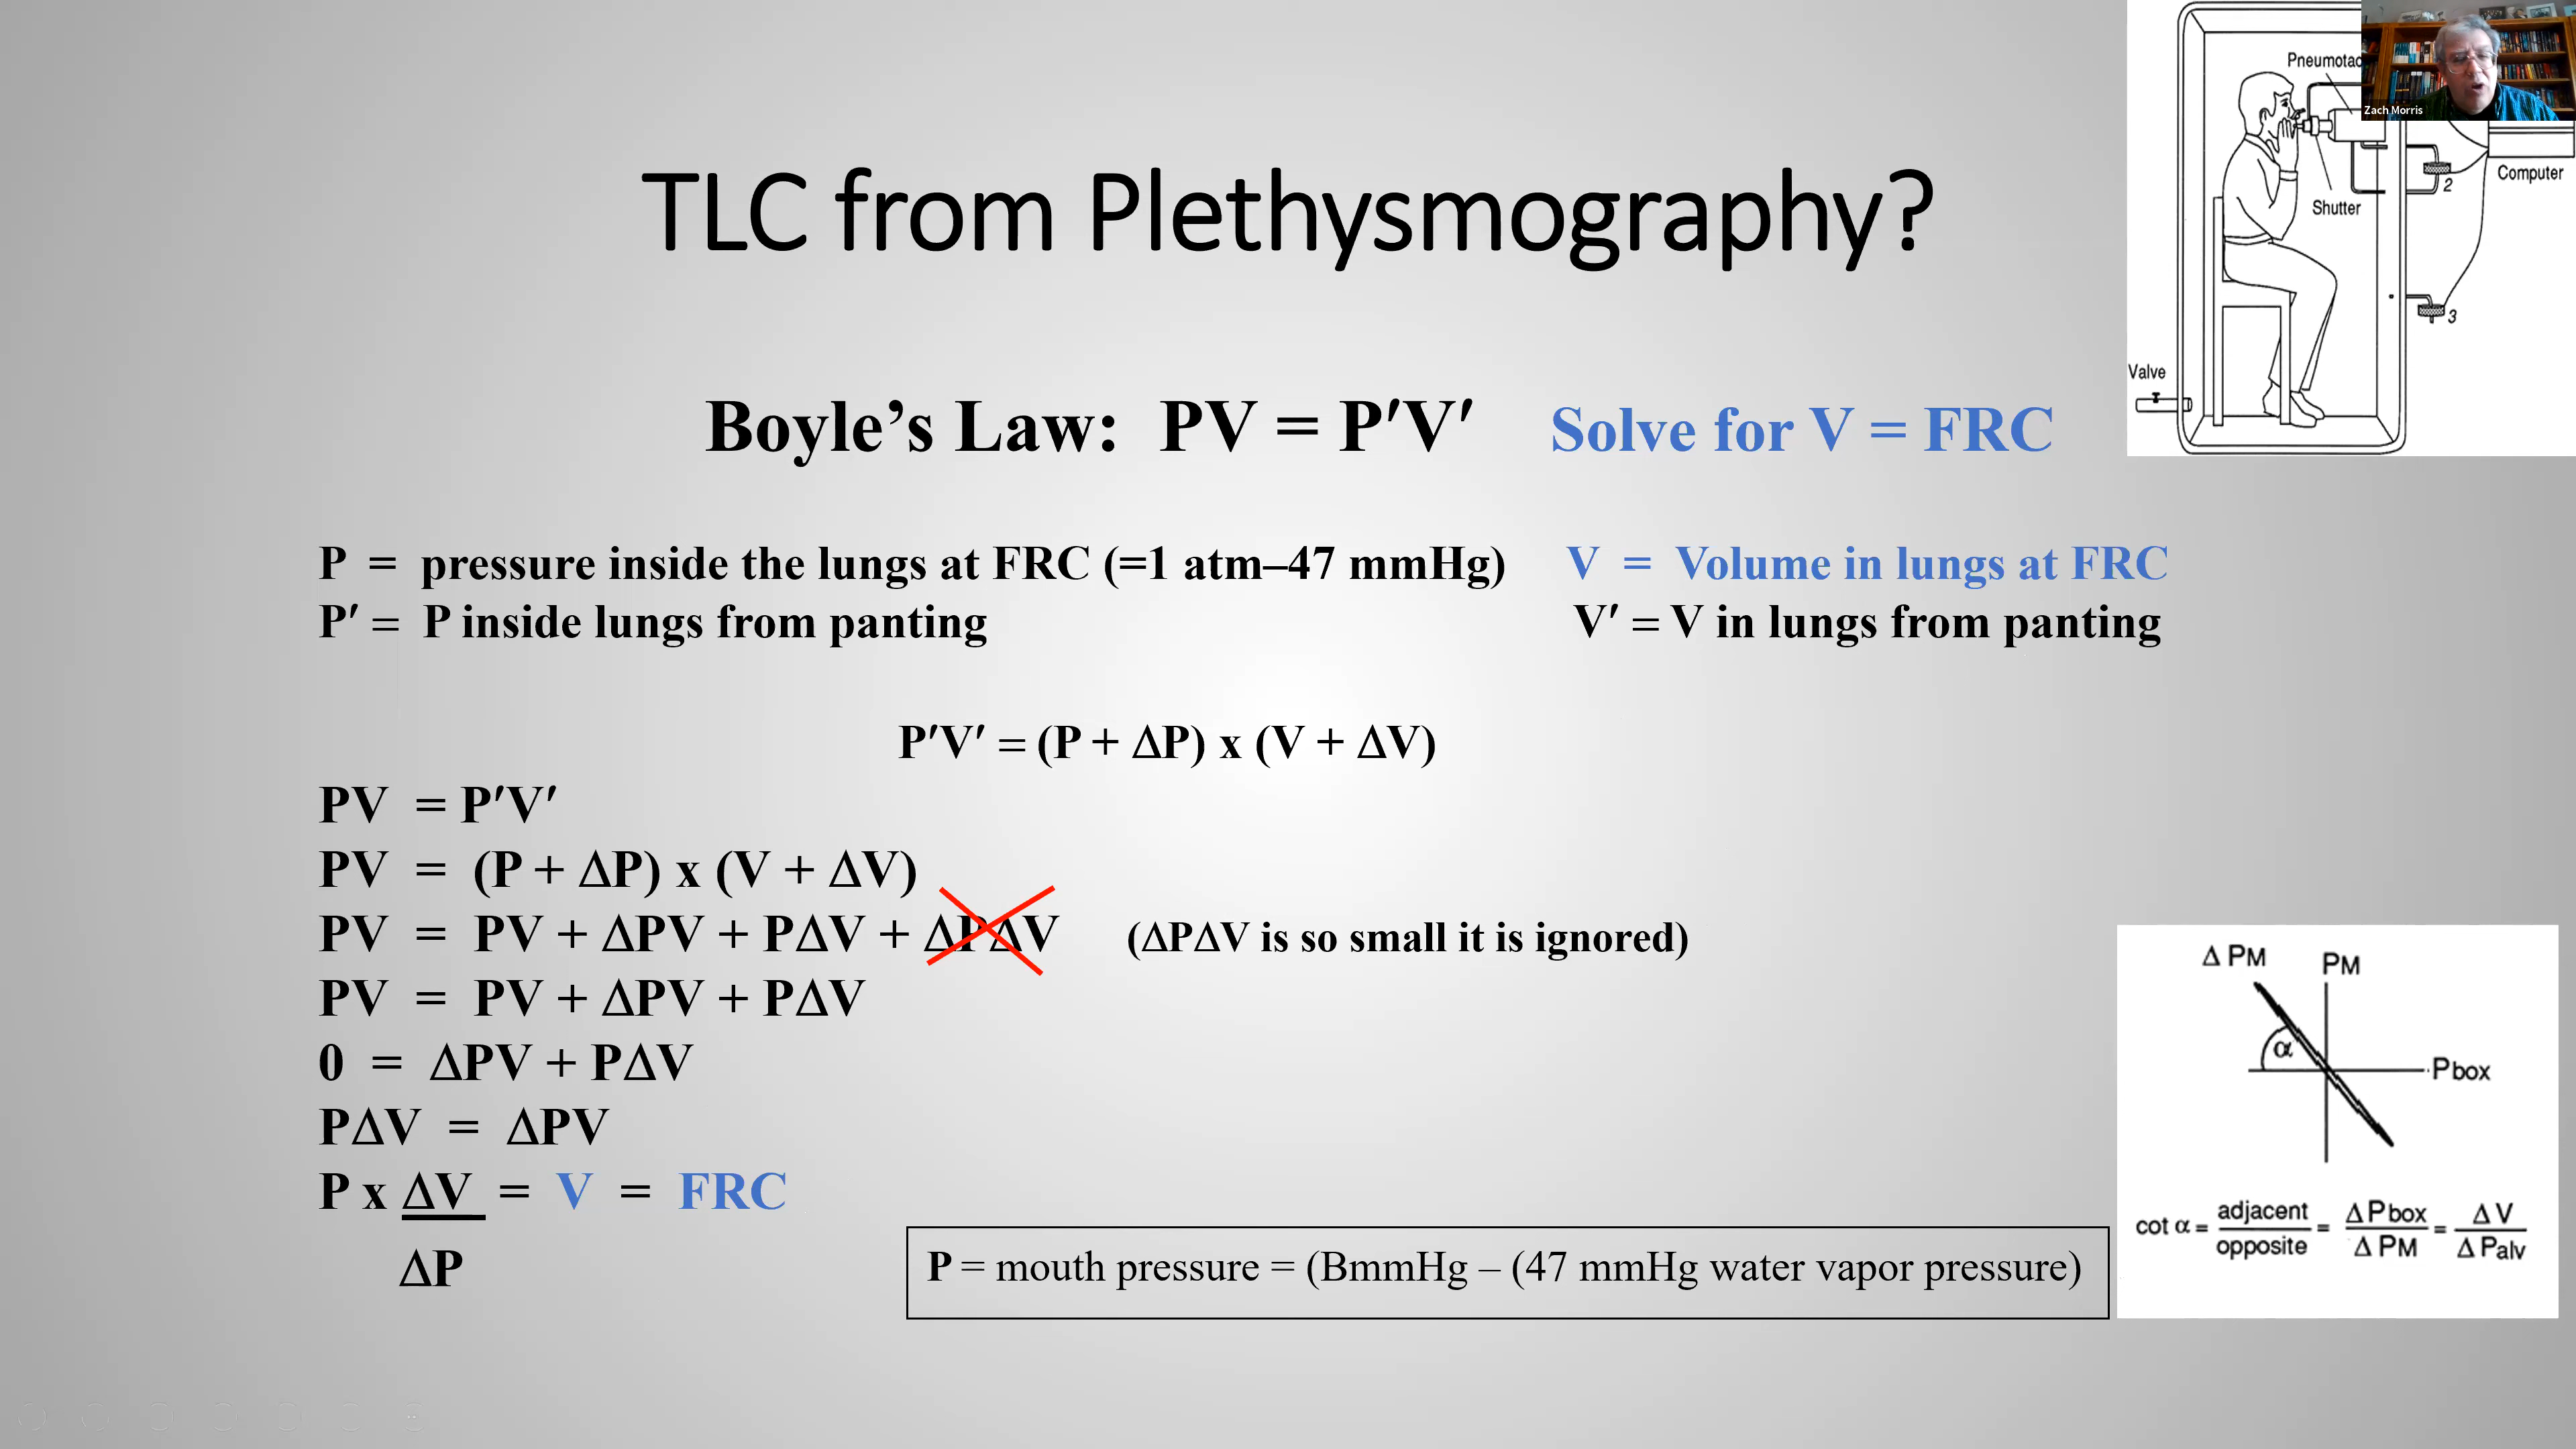 TLC from Plethysmography?
Boyle’s Law: PV = P′V′ Solve for V = FRC
P = pressure inside the lungs at FRC (=1 atm–47 mmHg) V = Volume in lungs at FRC
P′ = P inside lungs from panting V′ = V in lungs from panting
P′V′ = (P + ΔP) x (V + ΔV)
PV = P′V′
PV = (P + ΔP) x (V + ΔV)
PV = PV + ΔPV + PΔV + ΔPΔV (ΔPΔV is so small it is ignored)
PV = PV + ΔPV + PΔV
0 = ΔPV + PΔV
PΔV = ΔPV
P x ΔV = V = FRC
ΔP
P = mouth pressure = (BmmHg – (47 mmHg water vapor pressure)
Pneumotac
Zach Morris
Computer
2
Shutter
3
Valve
Δ PM PM
α
Pbox
cot α = adjacent = Δ Pbox = Δ V
opposite Δ PM Δ Palv